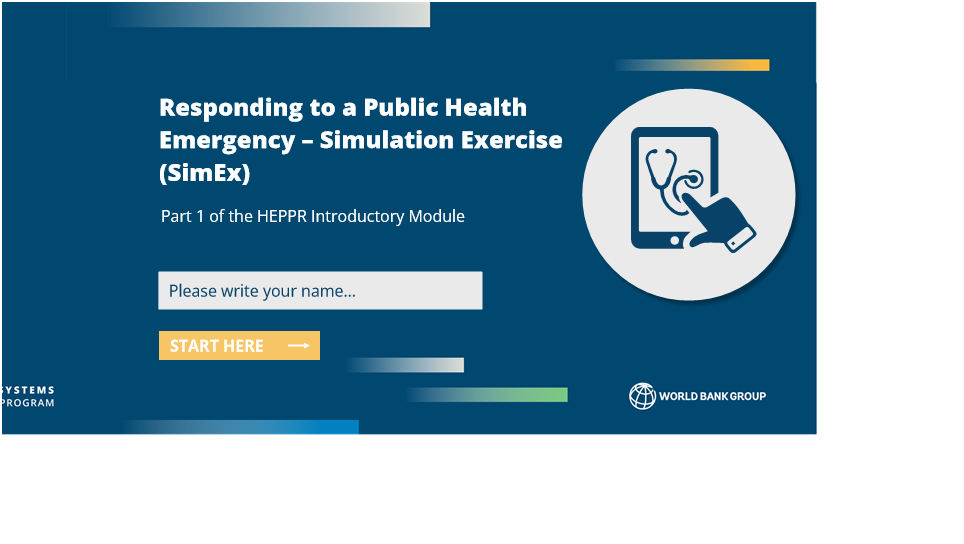 Responding to a Public Health
Emergency – Simulation Exercise
(SimEx)
Part 1 of the HEPPR Introductory Module
Please write your name...
START HERE
SYSTEMS
PROGRAM
WORLD BANK GROUP